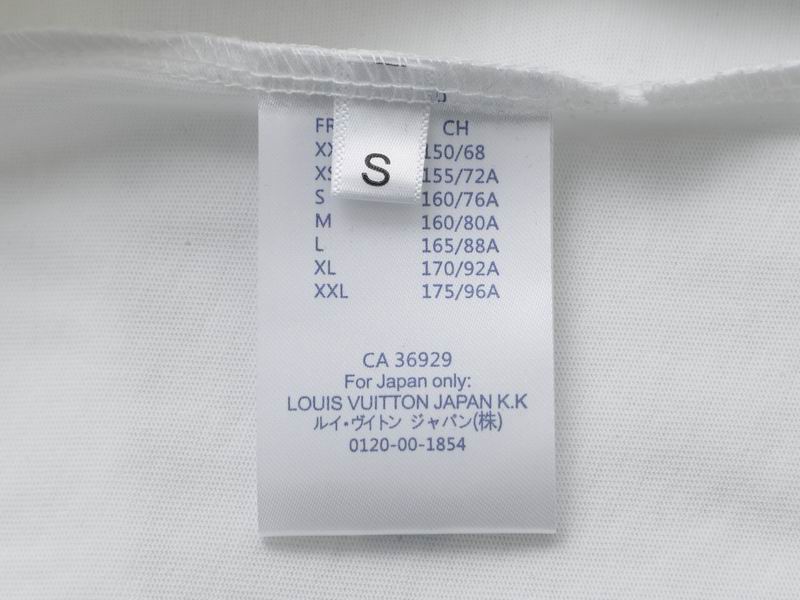 S
FR CH
XX 150/68
XS 155/72A
S 160/76A
M 160/80A
L 165/88A
XL 170/92A
XXL 175/96A
CA 36929
For Japan only:
LOUIS VUITTON JAPAN K.K
ルイ・ヴイトン ジャパン(株)
0120-00-1854